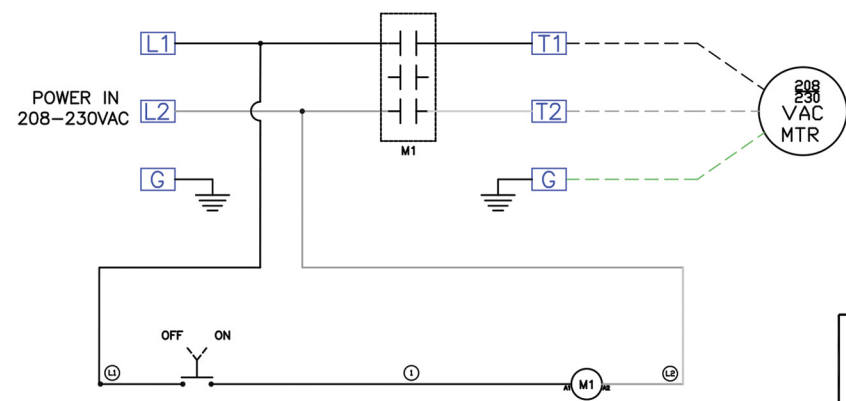 L1
T1
POWER IN
208-230VAC
L2
T2
208
230
VAC
MTR
M1
G
G
OFF ON
L1
1
A1 M1 A2
L2